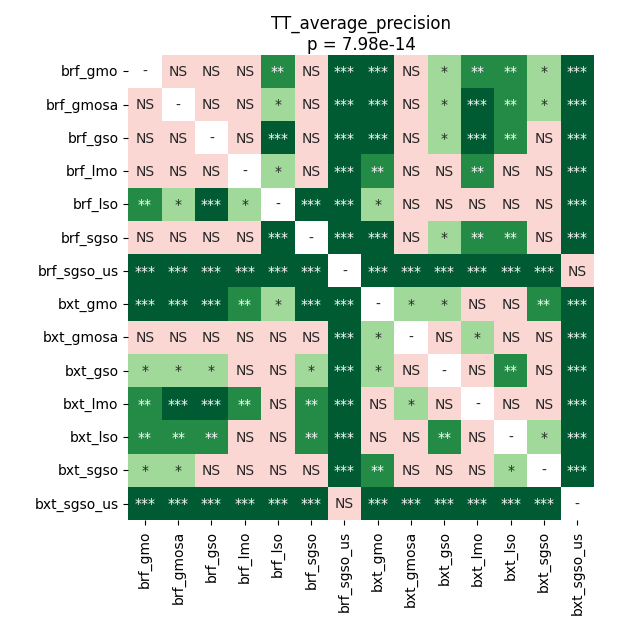 TT_average_precision
p = 7.98e-14
brf_gmo - NS NS NS ** NS *** *** NS * ** ** * ***
brf_gmosa NS - NS NS * NS *** *** NS * *** ** * ***
brf_gso NS NS - NS *** NS *** *** NS * *** ** NS ***
brf_lmo NS NS NS - * NS *** ** NS NS ** NS NS ***
brf_lso ** * *** * - *** *** * NS NS NS NS NS ***
brf_sgso NS NS NS NS *** - *** *** NS * ** ** NS ***
brf_sgso_us *** *** *** *** *** *** - *** *** *** *** *** *** NS
bxt_gmo *** *** *** ** * *** *** - * * NS NS ** ***
bxt_gmosa NS NS NS NS NS NS *** * - NS * NS NS ***
bxt_gso * * * NS NS * *** * NS - NS ** NS ***
bxt_lmo ** *** *** ** NS ** *** NS * NS - NS NS ***
bxt_lso ** ** ** NS NS ** *** NS NS ** NS - * ***
bxt_sgso * * NS NS NS NS *** ** NS NS NS * - ***
bxt_sgso_us *** *** *** *** *** *** NS *** *** *** *** *** *** -
brf_gmo
brf_gmosa
brf_gso
brf_lmo
brf_lso
brf_sgso
brf_sgso_us
bxt_gmo
bxt_gmosa
bxt_gso
bxt_lmo
bxt_lso
bxt_sgso
bxt_sgso_us